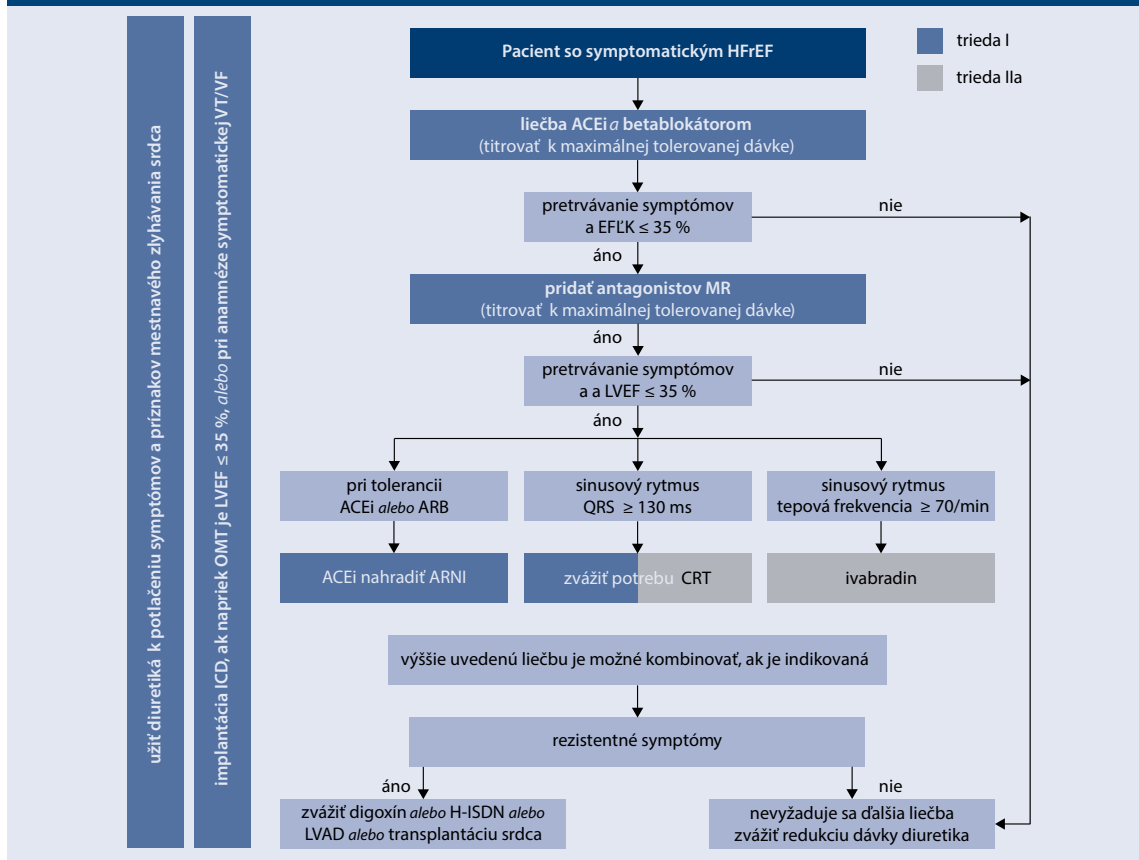 užiť diuretiká k potlačeniu symptómov a príznakov mestnavého zlyhávania srdca
implantácia ICD, ak napriek OMT je LVEF ≤ 35 %, alebo pri anamnéze symptomatickej VT/VF
Pacient so symptomatickým HFrEF
trieda I
trieda IIa
liečba ACEi a betablokátorom
(titrovať k maximálnej tolerovanej dávke)
pretrvávanie symptómov
a EFĽK ≤ 35 %
nie
áno
pridať antagonistov MR
(titrovať k maximálnej tolerovanej dávke)
áno
pretrvávanie symptómov
a a LVEF ≤ 35 %
nie
áno
pri tolerancii
ACEi alebo ARB
sinusový rytmus
QRS ≥ 130 ms
sinusový rytmus
tepová frekvencia ≥ 70/min
ACEi nahradiť ARNI
zvážiť potrebu CRT
ivabradin
výššie uvedenú liečbu je možné kombinovať, ak je indikovaná
rezistentné symptómy
áno
nie
zvážiť digoxín alebo H-ISDN alebo
LVAD alebo transplantáciu srdca
nevyžaduje sa ďalšia liečba
zvážiť redukciu dávky diuretika